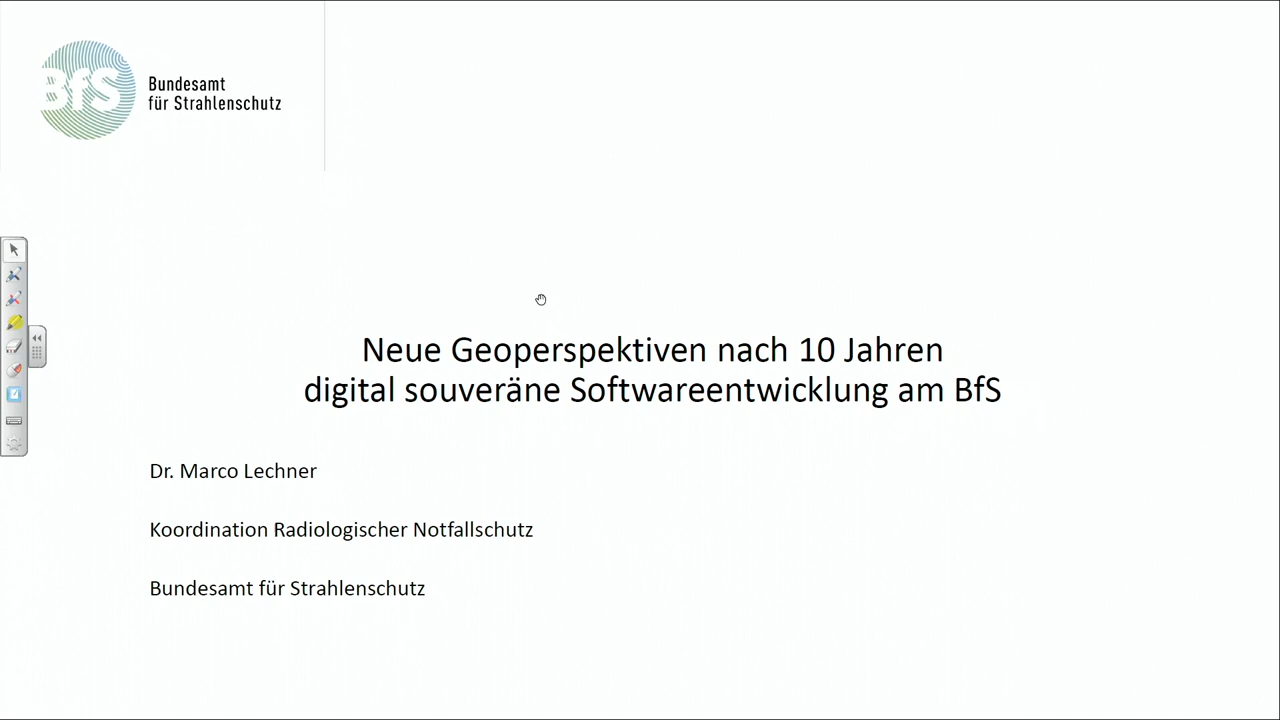 BfS
Bundesamt
für Strahlenschutz
Neue Geoperspektiven nach 10 Jahren
digital souveräne Softwareentwicklung am BfS
Dr. Marco Lechner
Koordination Radiologischer Notfallschutz
Bundesamt für Strahlenschutz